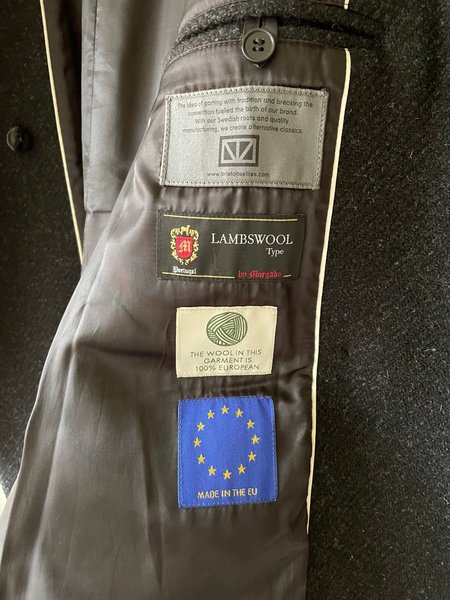 The idea of parting with tradition and breaking the
convention fuelled the birth of our brand.
With our Swedish roots and quality
manufacturing, we create alternative classics.
www.brixtoltextiles.com
M
Portugal
LAMBSWOOL
Type
by Morgado
THE WOOL IN THIS
GARMENT IS
100% EUROPEAN
MADE IN THE EU